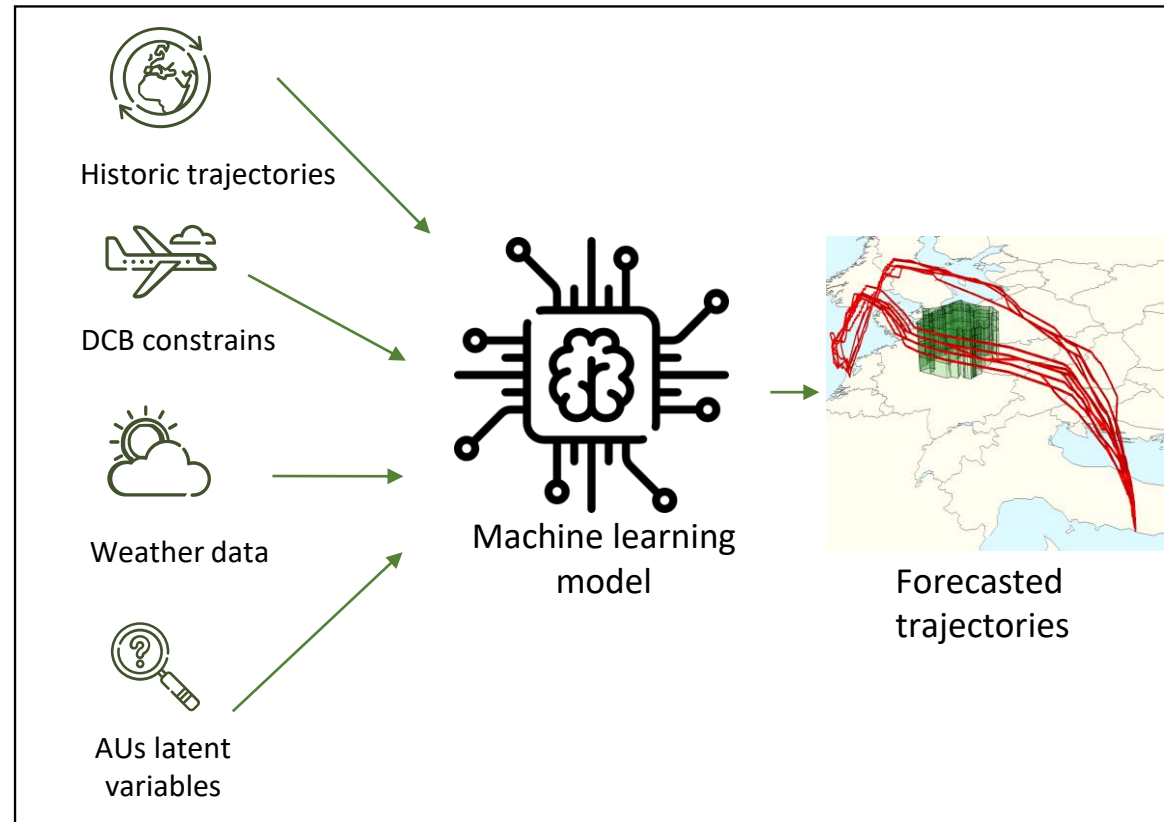 Historic trajectories
DCB constrains
Weather data
AUs latent
variables
Machine learning
model
Forecasted
trajectories
?